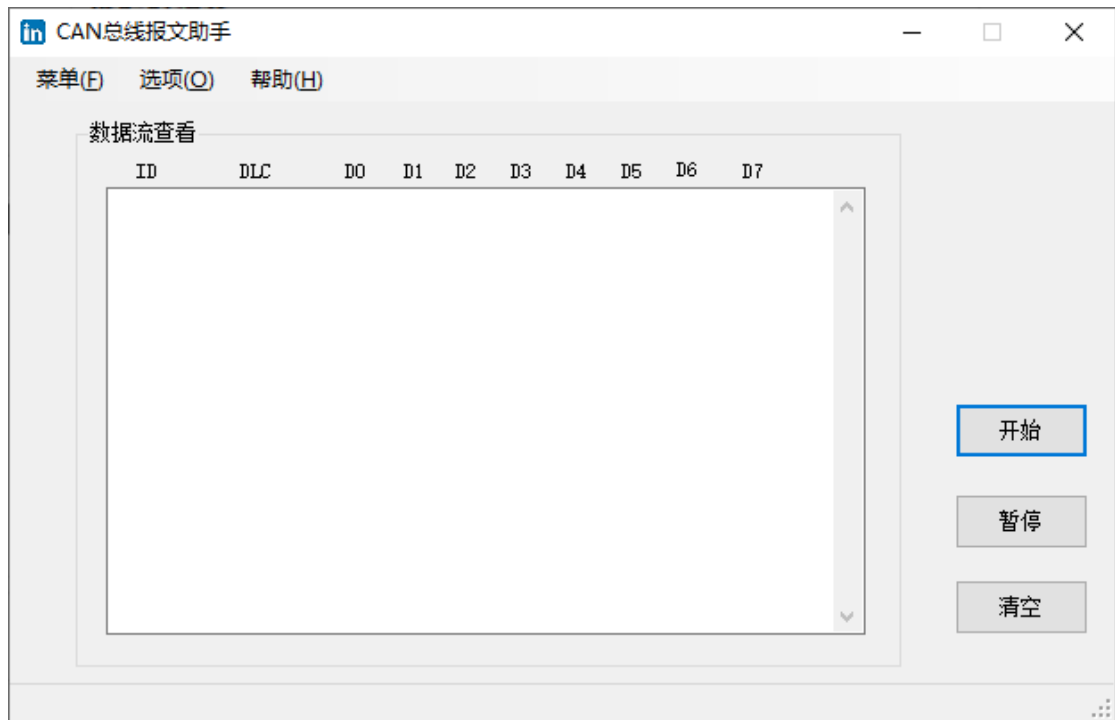 in CAN总线报文助手
菜单(F) 选项(O) 帮助(H)
数据流查看
ID DLC D0 D1 D2 D3 D4 D5 D6 D7
开始
暂停
清空